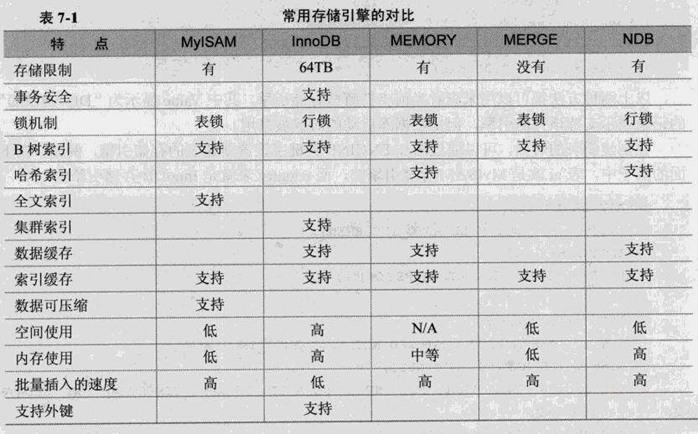 表 7-1 常用存储引擎的对比
特 点 MyISAM InnoDB MEMORY MERGE NDB
存储限制 有 64TB 有 没有 有
事务安全 支持
锁机制 表锁 行锁 表锁 表锁 行锁
B 树索引 支持 支持 支持 支持 支持
哈希索引 支持 支持
全文索引 支持
集群索引 支持
数据缓存 支持 支持 支持
索引缓存 支持 支持 支持 支持 支持
数据可压缩 支持
空间使用 低 高 N/A 低 低
内存使用 低 高 中等 低 高
批量插入的速度 高 低 高 高 高
支持外键 支持